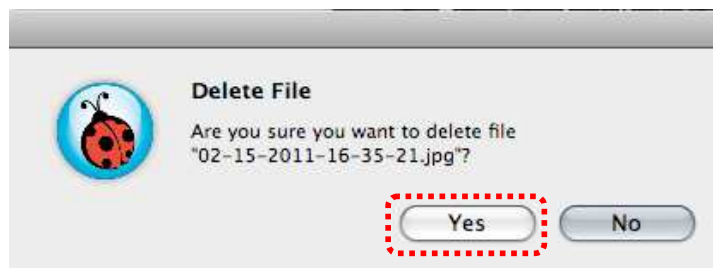 Delete File
Are you sure you want to delete file
"02-15-2011-16-35-21.jpg"?
Yes No